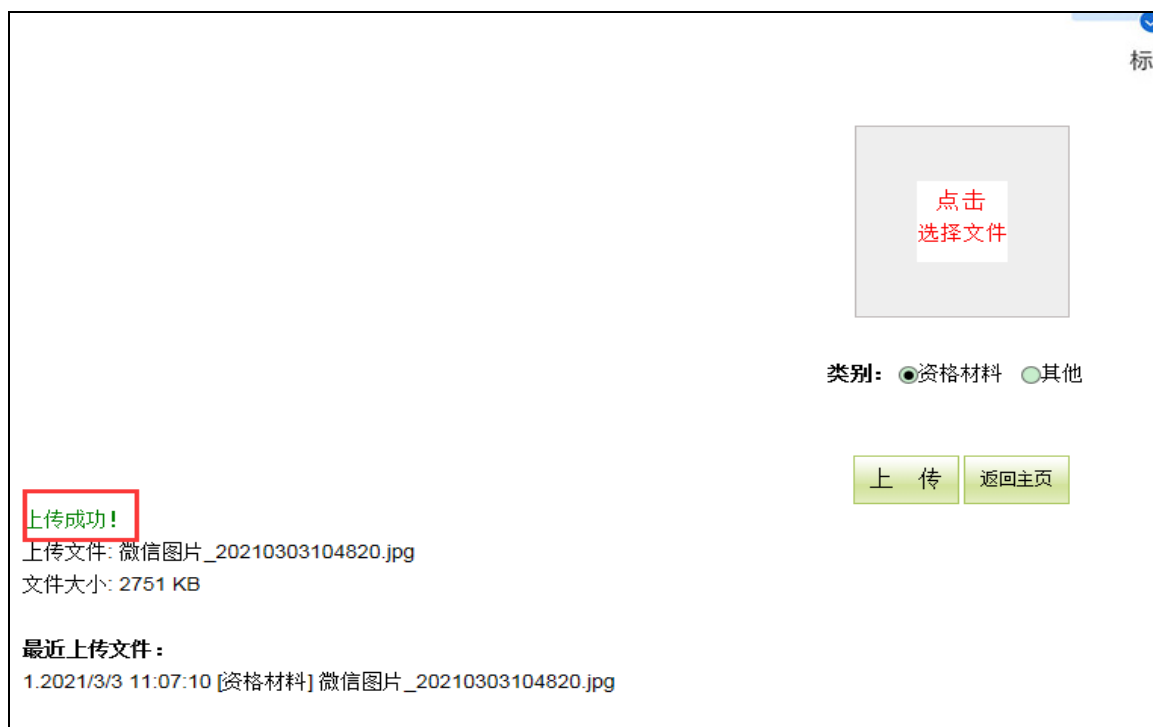 标
点击
选择文件
类别： 资格材料 其他
上 传 返回主页
上传成功！
上传文件: 微信图片_20210303104820.jpg
文件大小: 2751 KB
最近上传文件：
1.2021/3/3 11:07:10 [资格材料] 微信图片_20210303104820.jpg